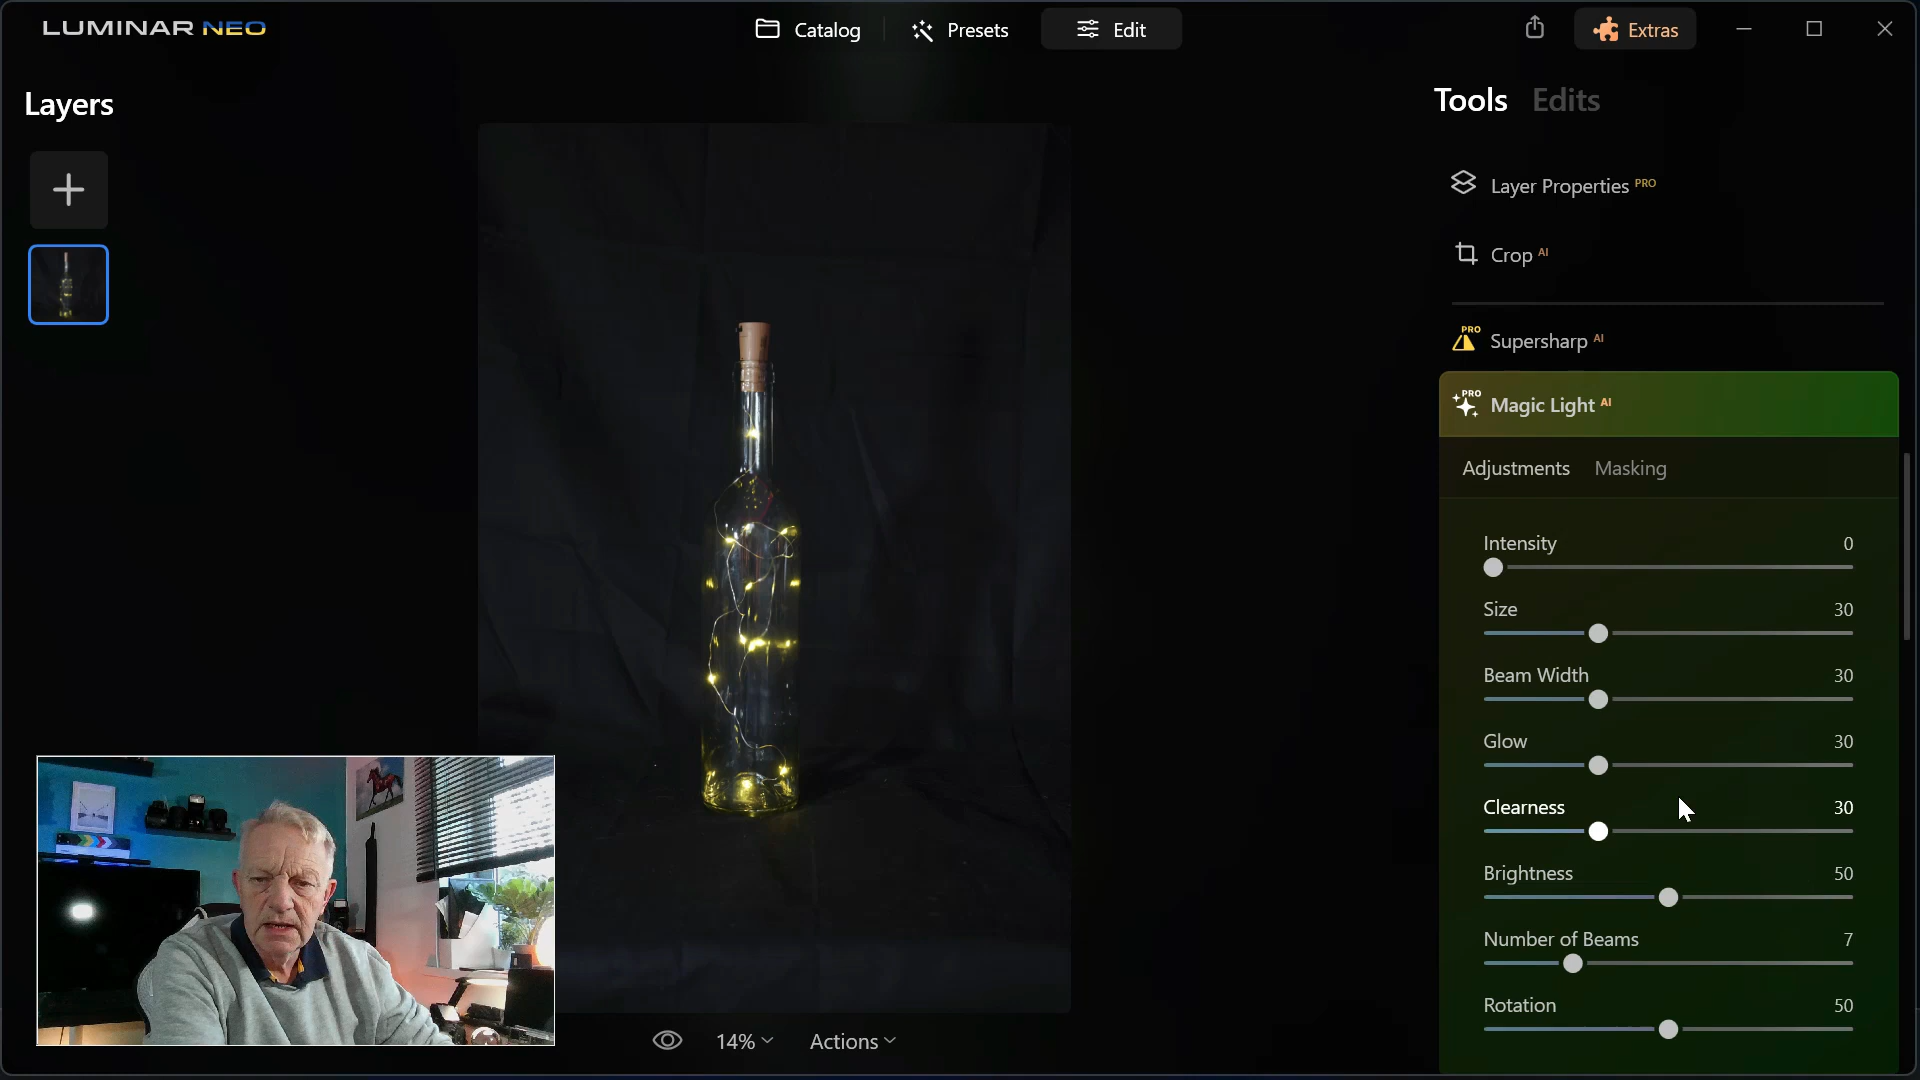 LUMINAR NEO
Catalog
Presets
Edit
Extras
Layers
Tools Edits
Layer Properties PRO
Crop AI
PRO
Supersharp AI
PRO
Magic Light AI
Adjustments Masking
Intensity 0
Size 30
Beam Width 30
Glow 30
Clearness 30
Brightness 50
Number of Beams 7
Rotation 50
14%
Actions